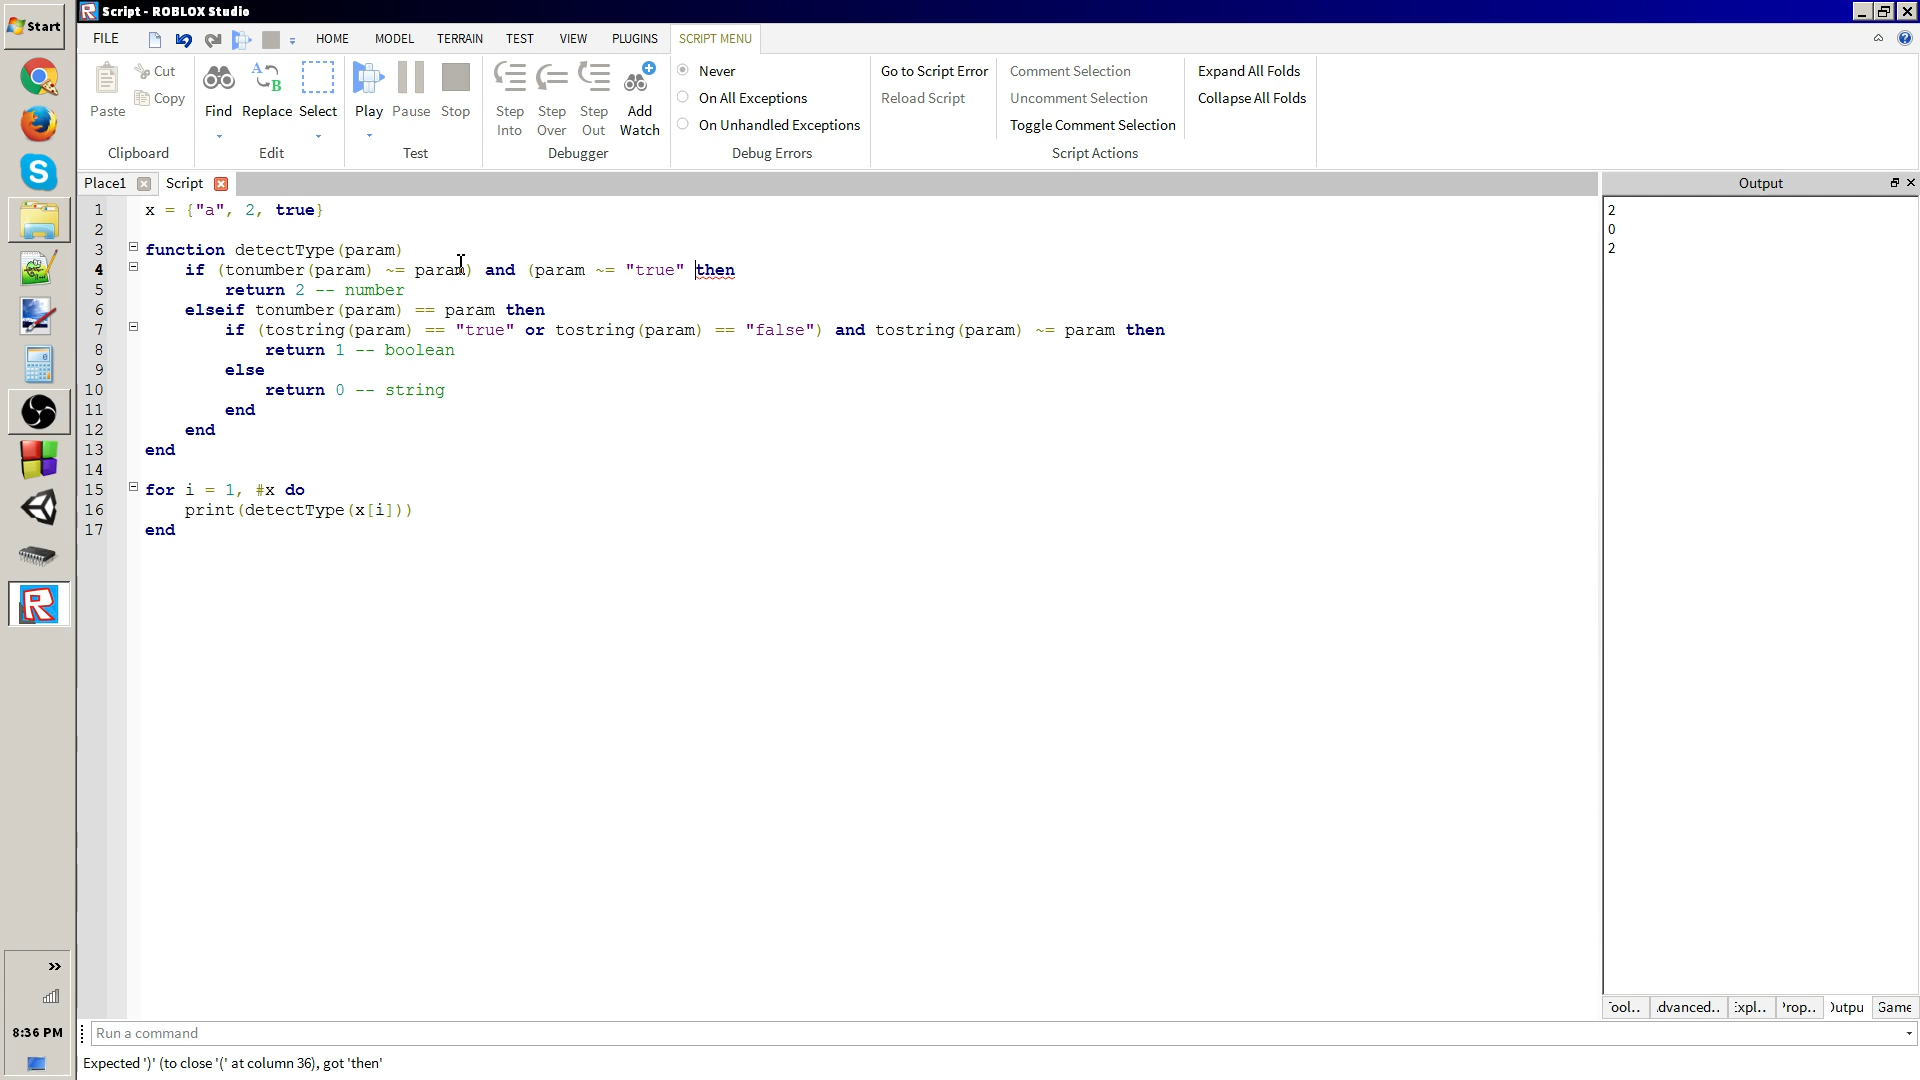 Start
Script - ROBLOX Studio
FILE HOME MODEL TERRAIN TEST VIEW PLUGINS SCRIPT MENU
Paste Cut Copy
Clipboard
Find Replace Select
Edit
Play Pause Stop
Test
Step Into Step Over Step Out Add Watch
Debugger
Never
On All Exceptions
On Unhandled Exceptions
Debug Errors
Go to Script Error
Reload Script
Comment Selection
Uncomment Selection
Toggle Comment Selection
Script Actions
Expand All Folds
Collapse All Folds
Place1 Script
1 x = {"a", 2, true}
2
3 function detectType(param)
4 if (tonumber(param) ~= param) and (param ~= "true" then
5 return 2 -- number
6 elseif tonumber(param) == param then
7 if (tostring(param) == "true" or tostring(param) == "false") and tostring(param) ~= param then
8 return 1 -- boolean
9 else
10 return 0 -- string
11 end
12 end
13 end
14
15 for i = 1, #x do
16 print(detectType(x[i]))
17 end
Output
2
0
2
ool.. dvanced.. xpl.. rop.. utpu Game
Run a command
Expected ')' (to close '(' at column 36), got 'then'
8:36 PM